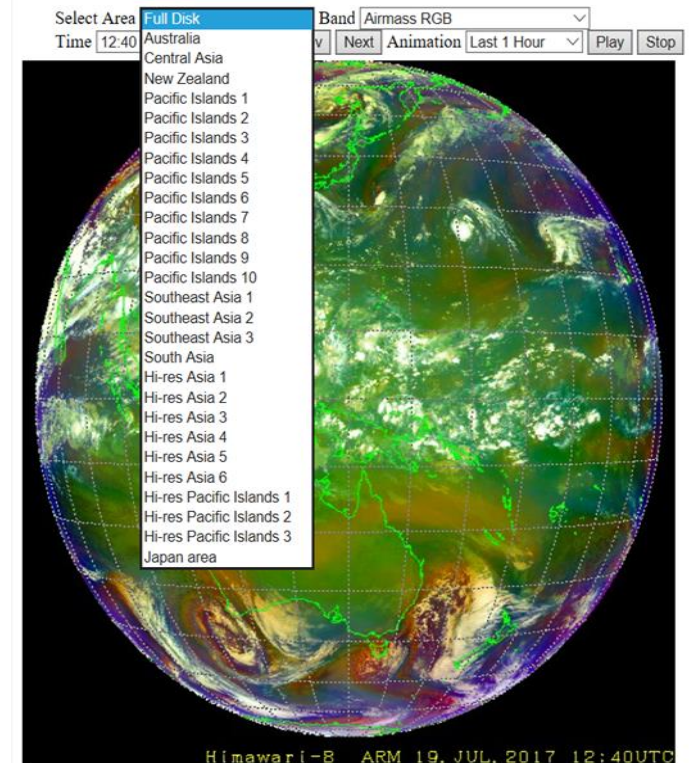 Select Area Full Disk Band Airmass RGB
Time 12:40 Next Animation Last 1 Hour Play Stop
Australia
Central Asia
New Zealand
Pacific Islands 1
Pacific Islands 2
Pacific Islands 3
Pacific Islands 4
Pacific Islands 5
Pacific Islands 6
Pacific Islands 7
Pacific Islands 8
Pacific Islands 9
Pacific Islands 10
Southeast Asia 1
Southeast Asia 2
Southeast Asia 3
South Asia
Hi-res Asia 1
Hi-res Asia 2
Hi-res Asia 3
Hi-res Asia 4
Hi-res Asia 5
Hi-res Asia 6
Hi-res Pacific Islands 1
Hi-res Pacific Islands 2
Hi-res Pacific Islands 3
Japan area
Himawari-8 ARM 19.JUL.2017 12:40UTC